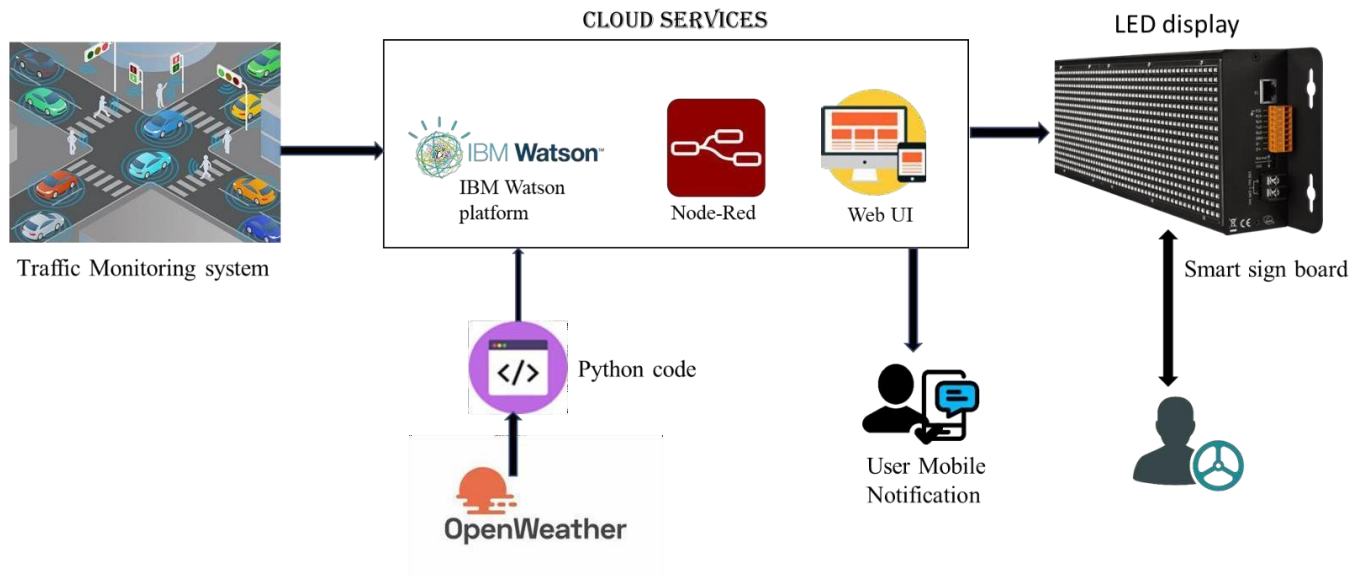 CLOUD SERVICES
LED display
IBM Watson™
IBM Watson
platform
Node-Red
Web UI
Traffic Monitoring system
Smart sign board
</>
Python code
User Mobile
Notification
OpenWeather